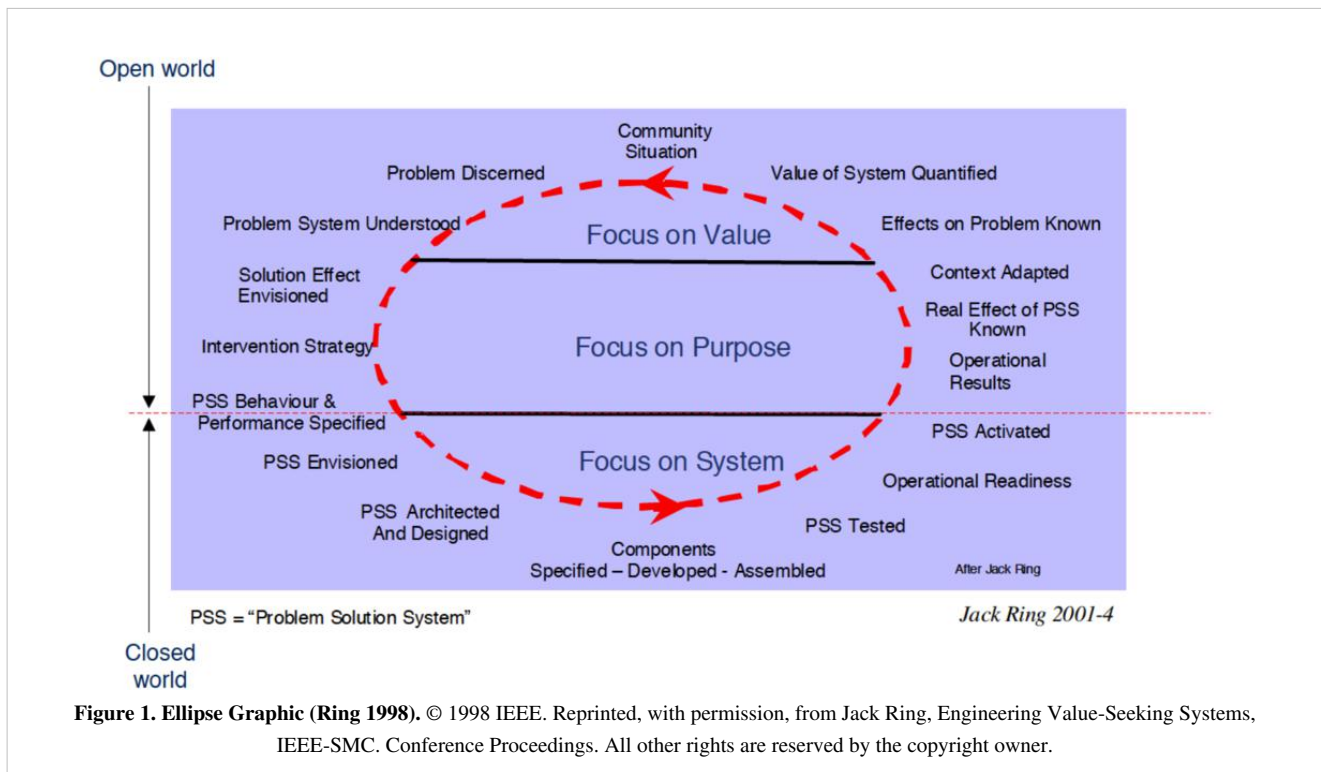 Open world
Community
Situation
Problem Discerned
Value of System Quantified
Problem System Understood
Focus on Value
Effects on Problem Known
Solution Effect
Envisioned
Context Adapted
Real Effect of PSS
Known
Intervention Strategy
Focus on Purpose
Operational
Results
PSS Behaviour &
Performance Specified
PSS Activated
PSS Envisioned
Focus on System
Operational Readiness
PSS Architected
And Designed
PSS Tested
Components
Specified – Developed - Assembled
After Jack Ring
PSS = “Problem Solution System”
Jack Ring 2001-4
Closed
world
Figure 1. Ellipse Graphic (Ring 1998). © 1998 IEEE. Reprinted, with permission, from Jack Ring, Engineering Value-Seeking Systems,
IEEE-SMC. Conference Proceedings. All other rights are reserved by the copyright owner.